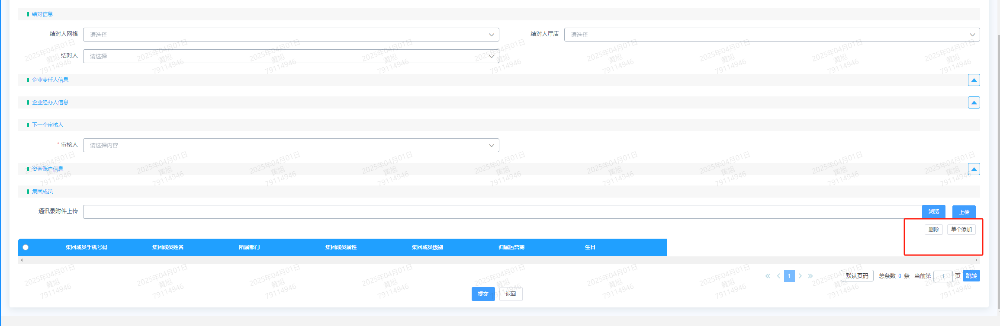 结对信息
结对人网格 请选择 结对人厅店 请选择
结对人 请选择
企业责任人信息
企业经办人信息
下一个审核人
* 审核人 请选择内容
资金账户信息
集团成员
通讯录附件上传 浏览 上传
删除 单个添加
集团成员手机号码 集团成员姓名 所属部门 集团成员属性 集团成员级别 归属运营商 生日
« < 1 > » 默认页码 总条数 0 条 当前第 1 页 跳转
提交 返回
2025年04月01日
黄旭
79114946